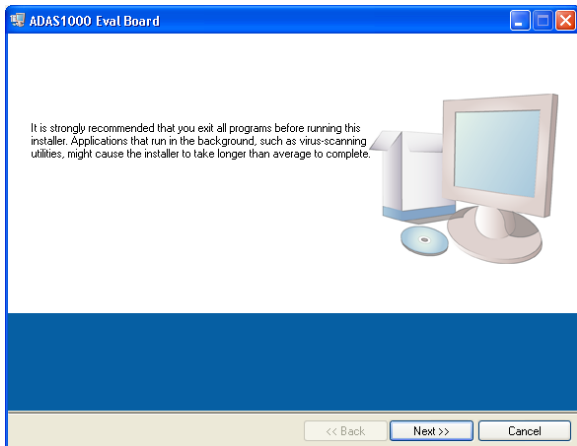 ADAS1000 Eval Board
It is strongly recommended that you exit all programs before running this
installer. Applications that run in the background, such as virus-scanning
utilities, might cause the installer to take longer than average to complete.
<< Back Next >> Cancel